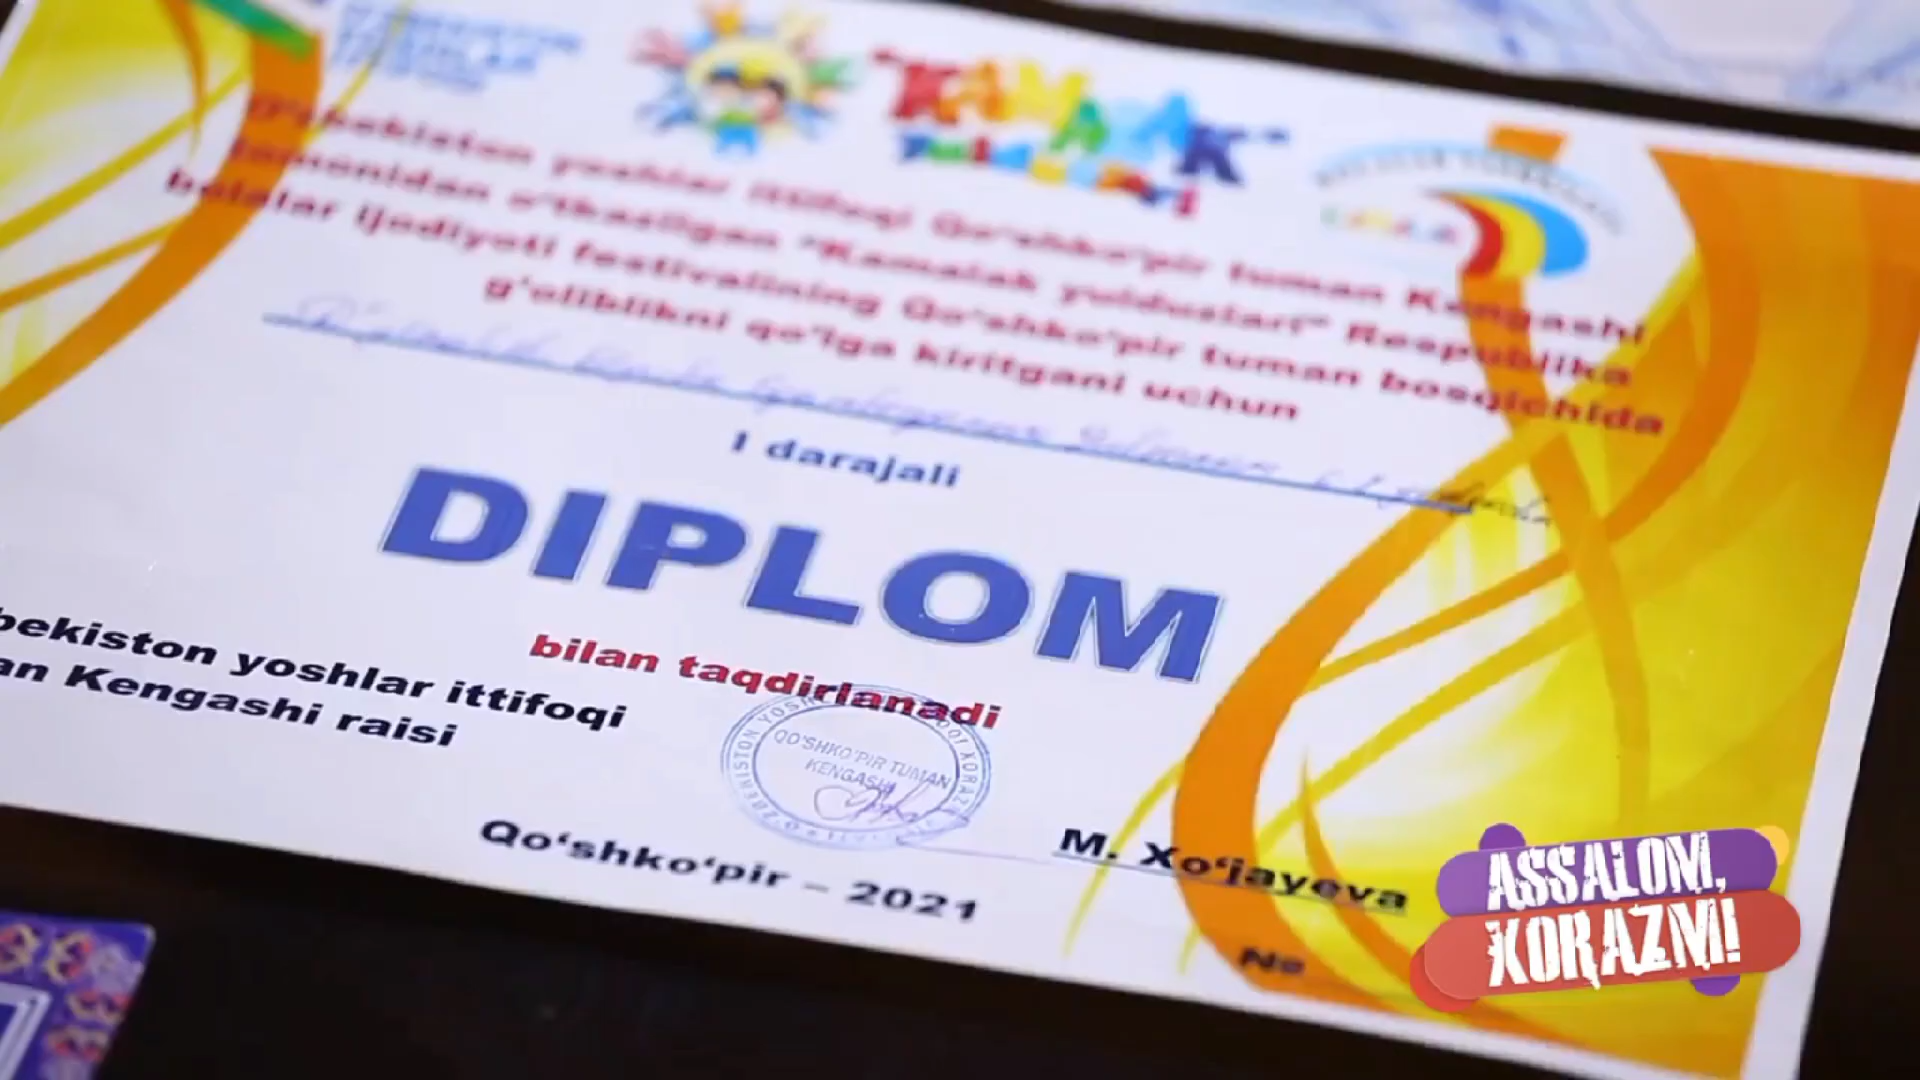 "KAMALAK
O'zbekiston yoshlar ittifoqi Qo'shko'pir tuman Kengashi
tomonidan o'tkazilgan "Kamalak yulduzlari" Respublika
bolalar ijodiyoti festivalining Qo'shko'pir tuman bosqichida
g'oliblikni qo'lga kiritgani uchun
I darajali
DIPLOM
bilan taqdirlanadi
bekiston yoshlar ittifoqi
an Kengashi raisi
QO'SHKO'PIR TUMAN
KENGASHI
M. Xo'jayeva
Qo'shko'pir – 2021
№
ASSALOM,
XORAZM!